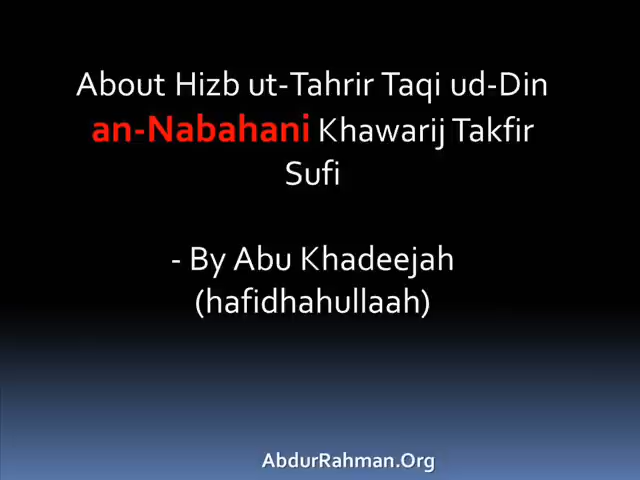 About Hizb ut-Tahrir Taqi ud-Din
an-Nabahani Khawarij Takfir
Sufi
- By Abu Khadeejah
(hafidhahullaah)
AbdurRahman.Org